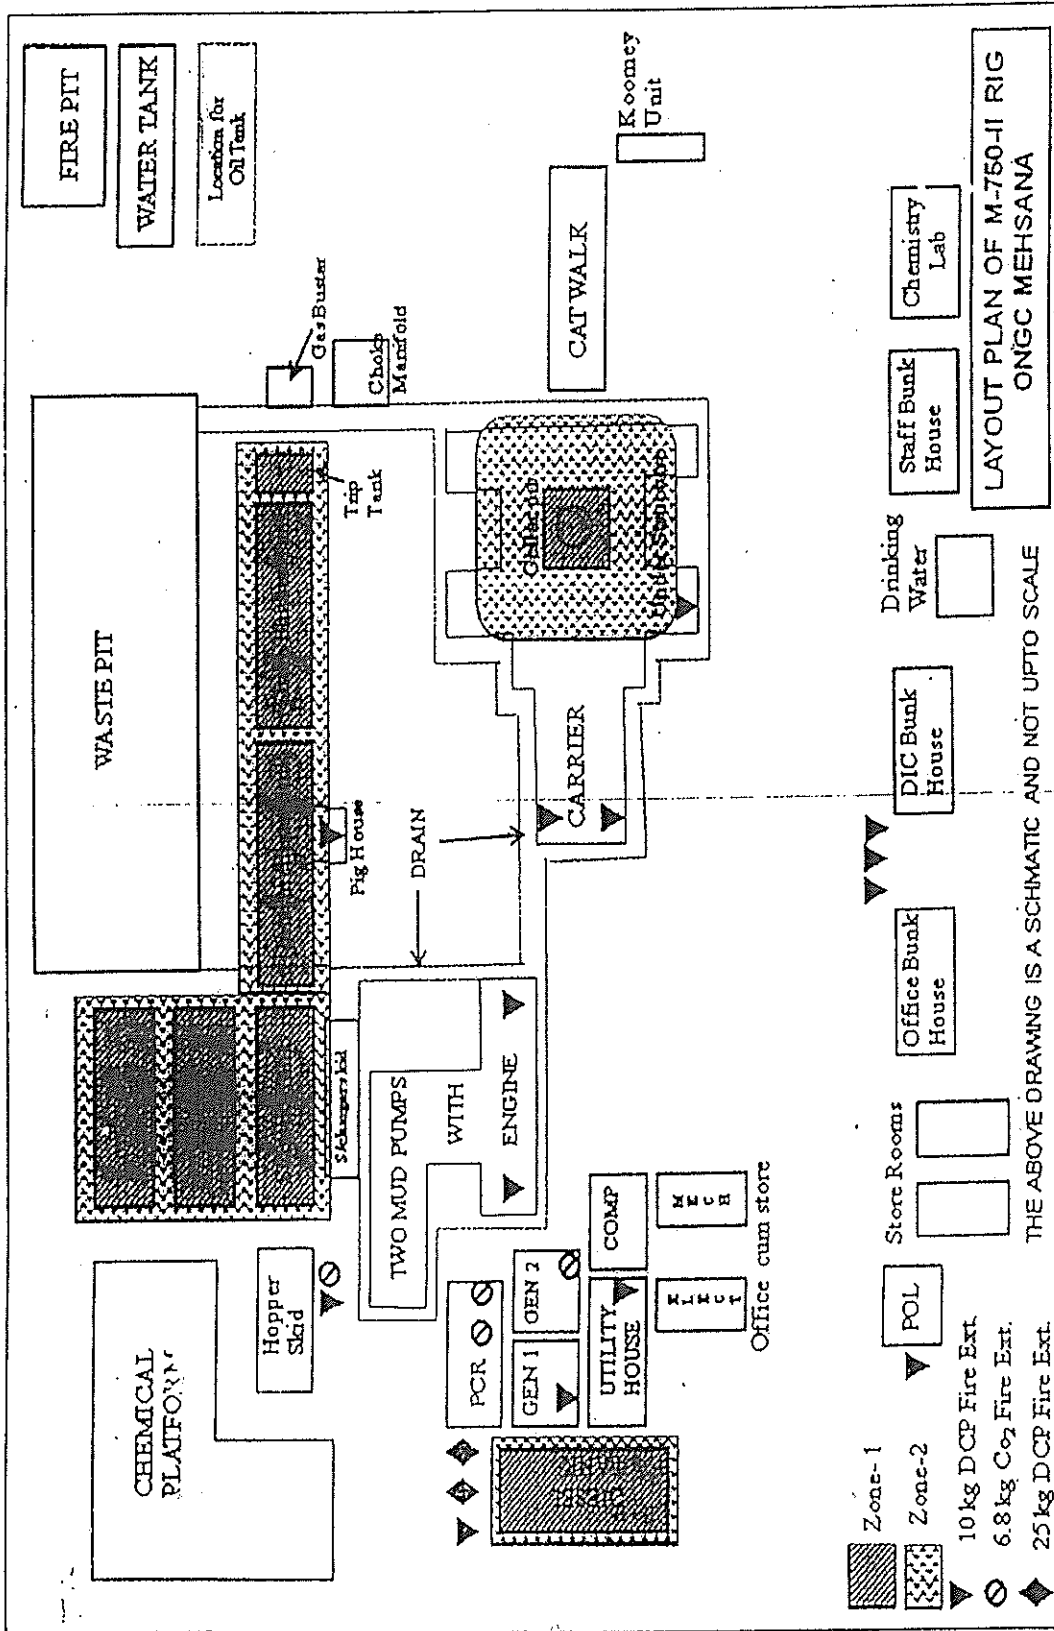 FIRE PIT
WATER TANK
Location for
Oil Tank
WASTE PIT
Gas Buster
Choke
Manifold
Trip
Tank
CHEMICAL
PLATFORM
Hopper
Skid
Pig House
DRAIN
TWO MUD PUMPS
WITH
ENGINE
CARRIER
CAT WALK
Koomey
Unit
PCR
GEN 1
GEN 2
UTILITY
HOUSE
COMP
ELECT
MECH
Office cum store
POL
Store Rooms
Office Bunk
House
DIC Bunk
House
Drinking
Water
Staff Bunk
House
Chemistry
Lab
Zone-1
Zone-2
10 kg DCP Fire Ext.
6.8 kg Co2 Fire Ext.
25 kg DCP Fire Ext.
THE ABOVE DRAWING IS A SCHMATIC AND NOT UPTO SCALE
LAYOUT PLAN OF M-750-II RIG
ONGC MEHSANA